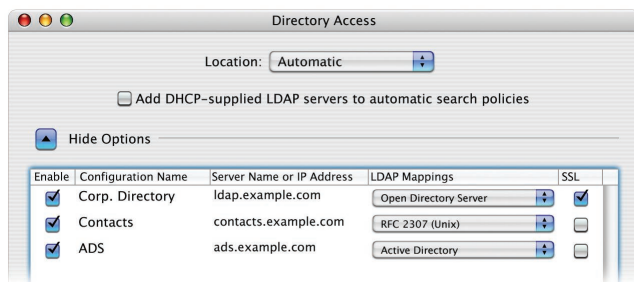 Directory Access
Location: Automatic
Add DHCP-supplied LDAP servers to automatic search policies
Hide Options
Enable Configuration Name Server Name or IP Address LDAP Mappings SSL
Corp. Directory ldap.example.com Open Directory Server
Contacts contacts.example.com RFC 2307 (Unix)
ADS ads.example.com Active Directory